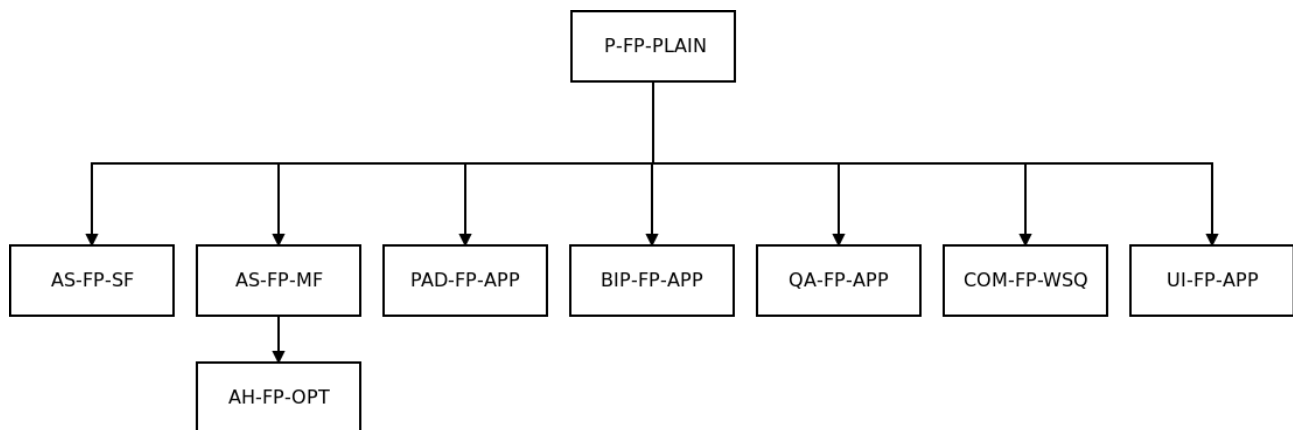 P-FP-PLAIN
AS-FP-SF
AS-FP-MF
PAD-FP-APP
BIP-FP-APP
QA-FP-APP
COM-FP-WSQ
UI-FP-APP
AH-FP-OPT